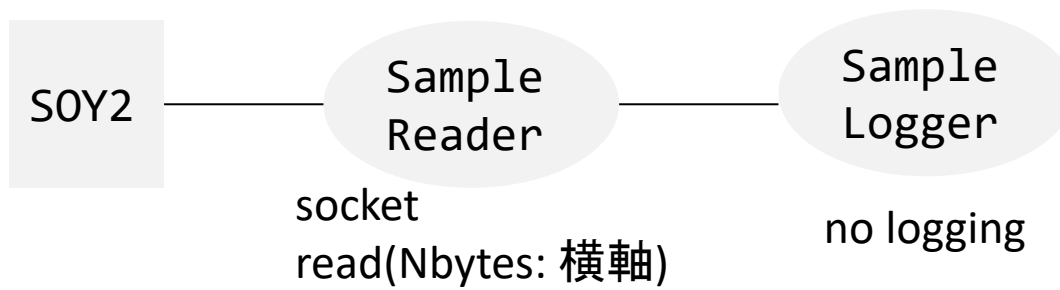 SOY2
Sample
Reader
Sample
Logger
socket
read(Nbytes: 横軸)
no logging